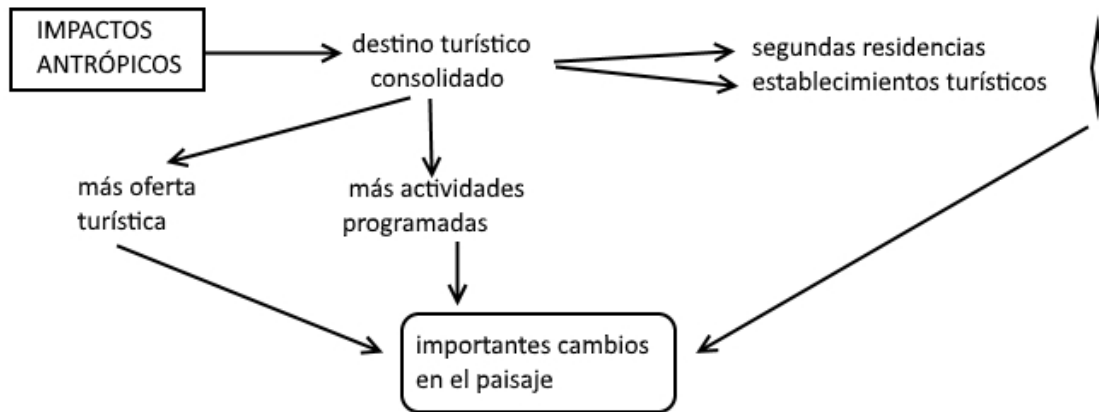 IMPACTOS
ANTRÓPICOS
destino turístico
consolidado
segundas residencias
establecimientos turísticos
más oferta
turística
más actividades
programadas
importantes cambios
en el paisaje